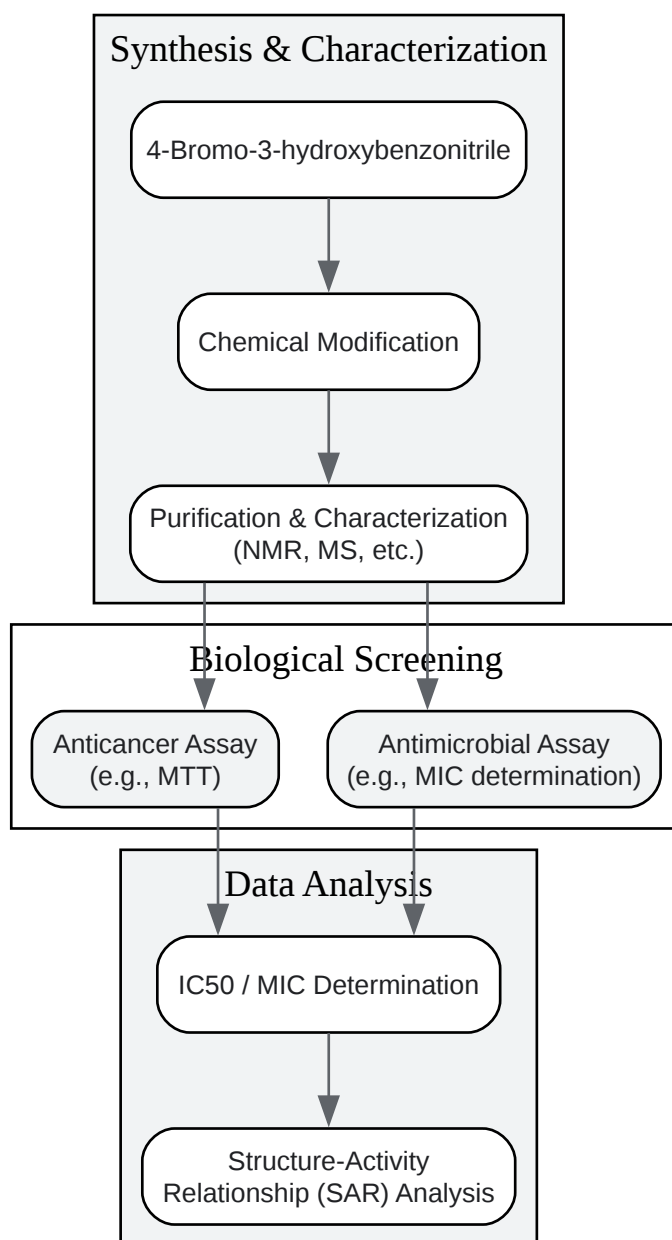 Synthesis & Characterization
4-Bromo-3-hydroxybenzonitrile
Chemical Modification
Purification & Characterization
(NMR, MS, etc.)
Biological Screening
Anticancer Assay
(e.g., MTT)
Antimicrobial Assay
(e.g., MIC determination)
Data Analysis
IC50 / MIC Determination
Structure-Activity
Relationship (SAR) Analysis